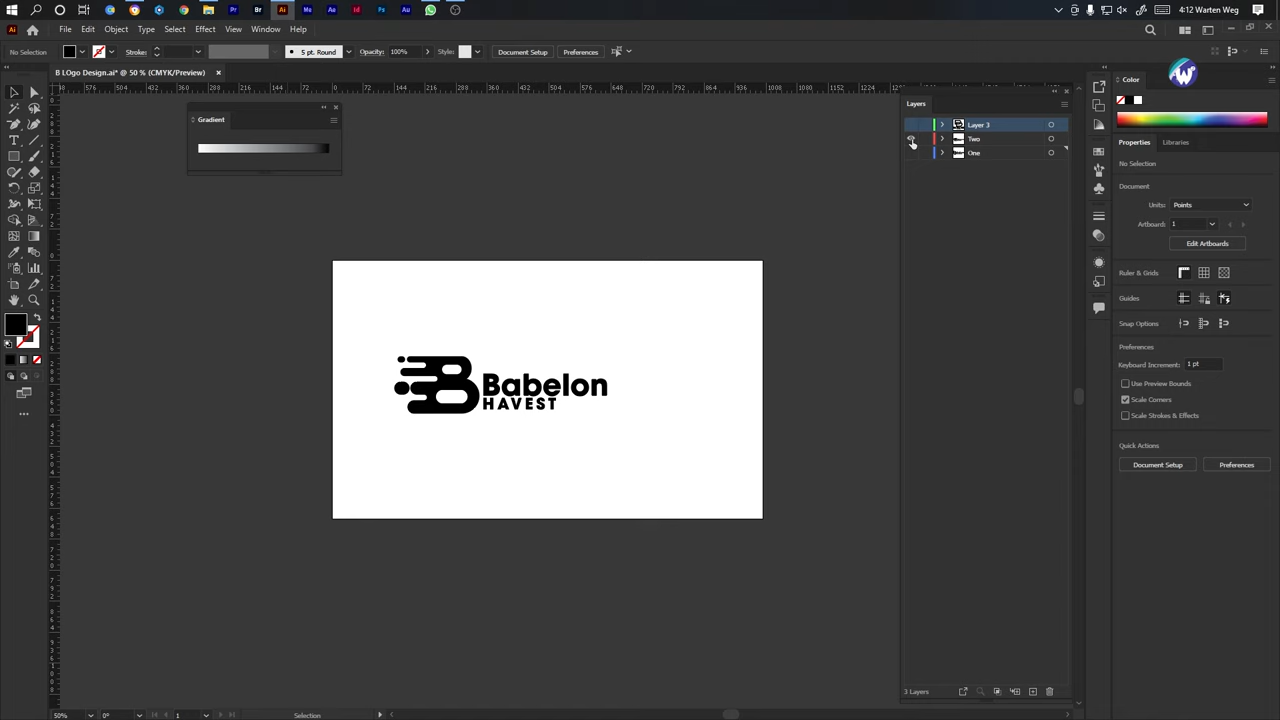 4:12 Warten Weg
File Edit Object Type Select Effect View Window Help
No Selection Stroke: 5 pt. Round Opacity: 100% Style: Document Setup Preferences
B LOgo Design.ai* @ 50 % (CMYK/Preview)
Gradient
Layers
Layer 3
Two
One
3 Layers
Color
Properties Libraries
No Selection
Document
Units: Points
Artboard: 1
Edit Artboards
Ruler & Grids
Guides
Snap Options
Preferences
Keyboard Increment: 1 pt
Use Preview Bounds
Scale Corners
Scale Strokes & Effects
Quick Actions
Document Setup Preferences
B Babelon
HAVEST
50% 0° 1 Selection